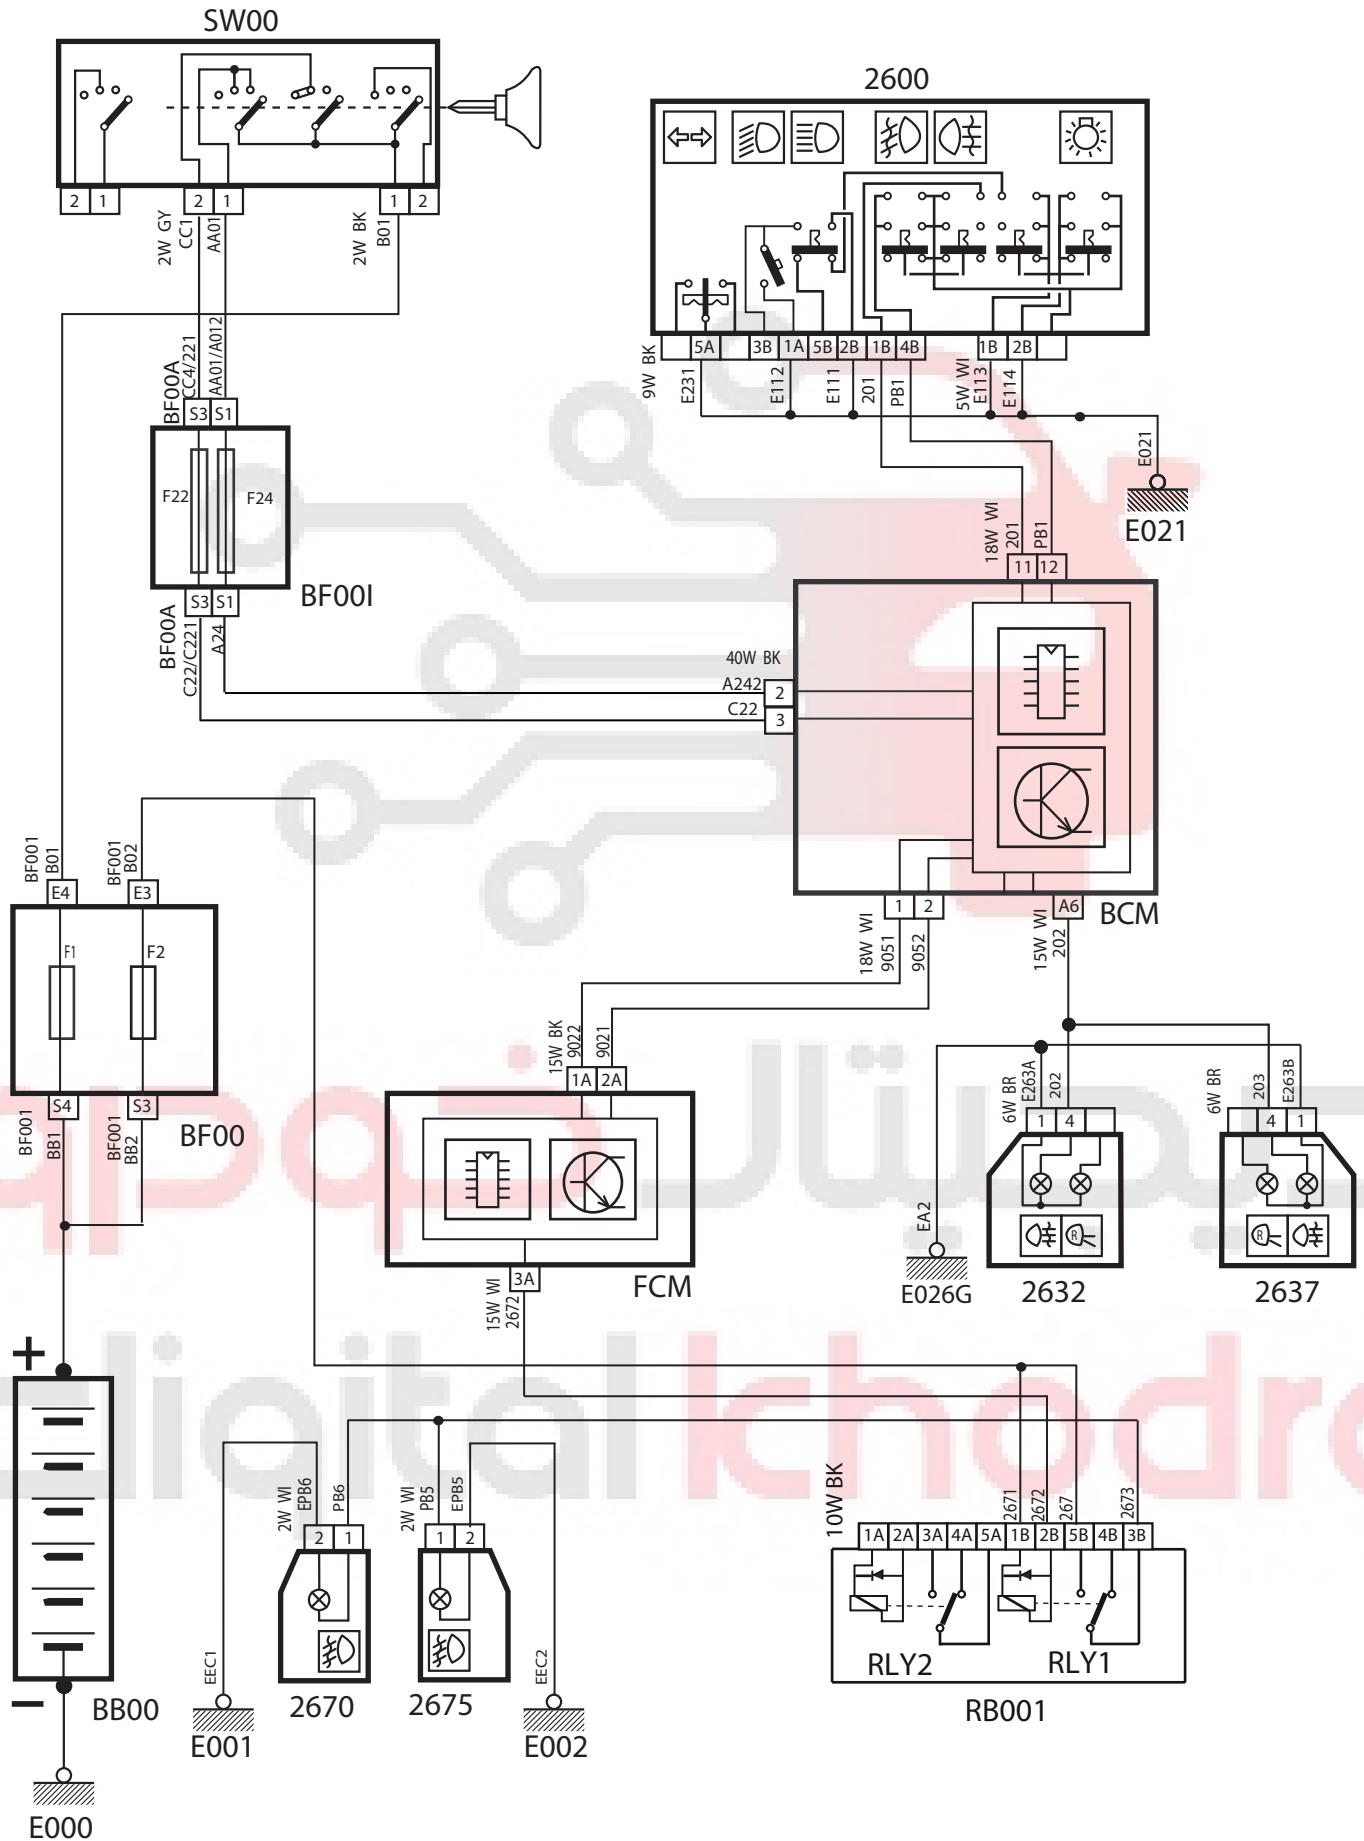 SW00
2 1 2 1 1 2
2W GY
CC1
AA01
2W BK
B01
2600
5A 3B 1A 5B 2B 1B 4B 1B 2B
9W BK
E231
E112
E111
201
PB1
5W WI
E113
E114
E021
E021
BF00A
CC4/221
AA01/A012
S3 S1
F22 F24
BF00I
S3 S1
BF00A
C22/C221
A24
18W WI
201
PB1
11 12
40W BK
A242 2
C22 3
BCM
1 2 A6
18W WI
9051
9052
15W WI
202
BF001
B01
BF001
B02
E4 E3
F1 F2
S4 S3
BF00
BF001
BB1
BF001
BB2
15W BK
9022
9021
1A 2A
FCM
3A
15W WI
2672
6W BR
E263A
202
1 4
R
2632
6W BR
203
E263B
4 1
R
2637
EA2
E026G
دیجیتال خودرو
digital khodro
+
−
BB00
E000
2W WI
EPB6
PB6
2 1
2670
EEC1
E001
2W WI
PB5
EPB5
1 2
2675
EEC2
E002
10W BK
2671
2672
267
2673
1A 2A 3A 4A 5A 1B 2B 5B 4B 3B
RLY2 RLY1
RB001